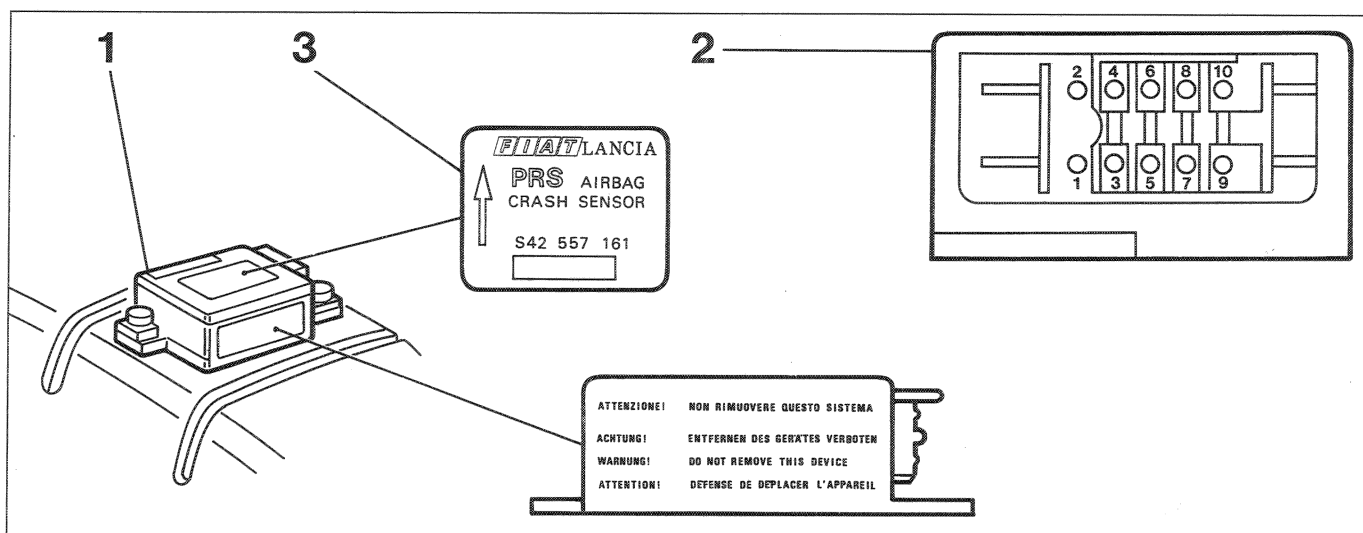 1
3
2
2 4 6 8 10
1 3 5 7 9
FIAT LANCIA
PRS AIRBAG
CRASH SENSOR
S42 557 161
ATTENZIONE! NON RIMUOVERE QUESTO SISTEMA
ACHTUNG! ENTFERNEN DES GERÄTES VERBOTEN
WARNUNG! DO NOT REMOVE THIS DEVICE
ATTENTION! DEFENSE DE DEPLACER L'APPAREIL